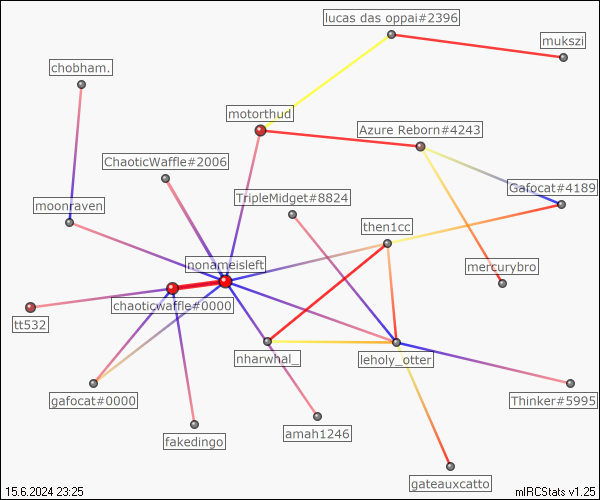 lucas das oppai#2396
mukszi
chobham.
motorthud
Azure Reborn#4243
ChaoticWaffle#2006
Gafocat#4189
TripleMidget#8824
moonraven
then1cc
nonameisleft
mercurybro
chaoticwaffle#0000
tt532
nharwhal_
leholy_otter
gafocat#0000
Thinker#5995
amah1246
fakedingo
gateauxcatto
15.6.2024 23:25
mIRCStats v1.25